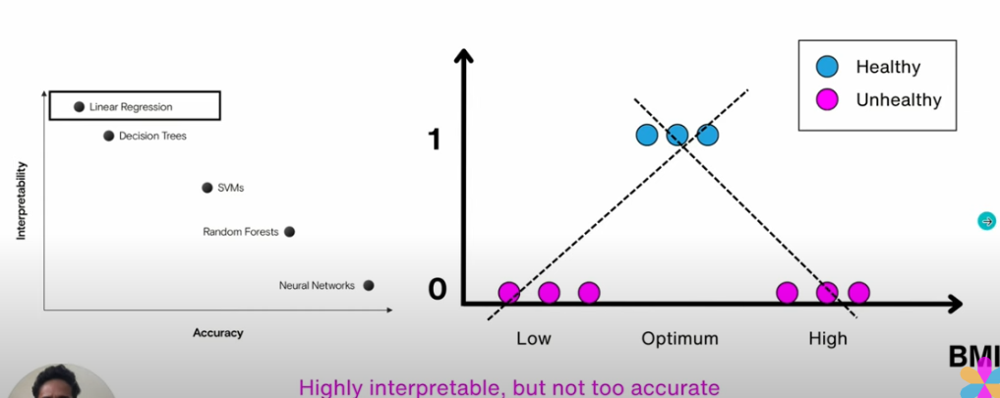 Interpretability
Linear Regression
Decision Trees
SVMs
Random Forests
Neural Networks
Accuracy
1
0
Low
Optimum
High
BMI
Healthy
Unhealthy
Highly interpretable, but not too accurate